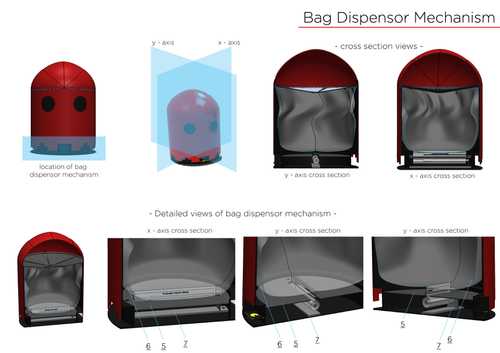 Bag Dispensor Mechanism
y - axis
x - axis
- cross section views -
location of bag
dispensor mechanism
y - axis cross section
x - axis cross section
- Detailed views of bag dispensor mechanism -
x - axis cross section
y - axis cross section
y - axis cross section
6
5
7
6
5
7
5
7
6